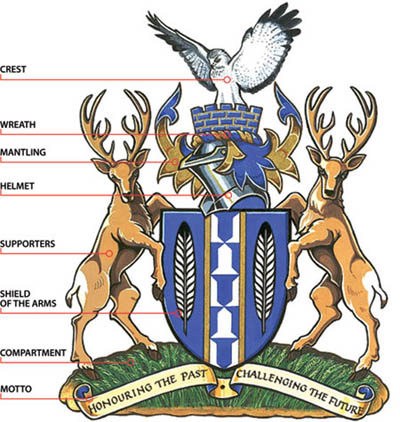 CREST
WREATH
MANTLING
HELMET
SUPPORTERS
SHIELD
OF THE ARMS
COMPARTMENT
MOTTO
HONOURING THE PAST CHALLENGING THE FUTURE